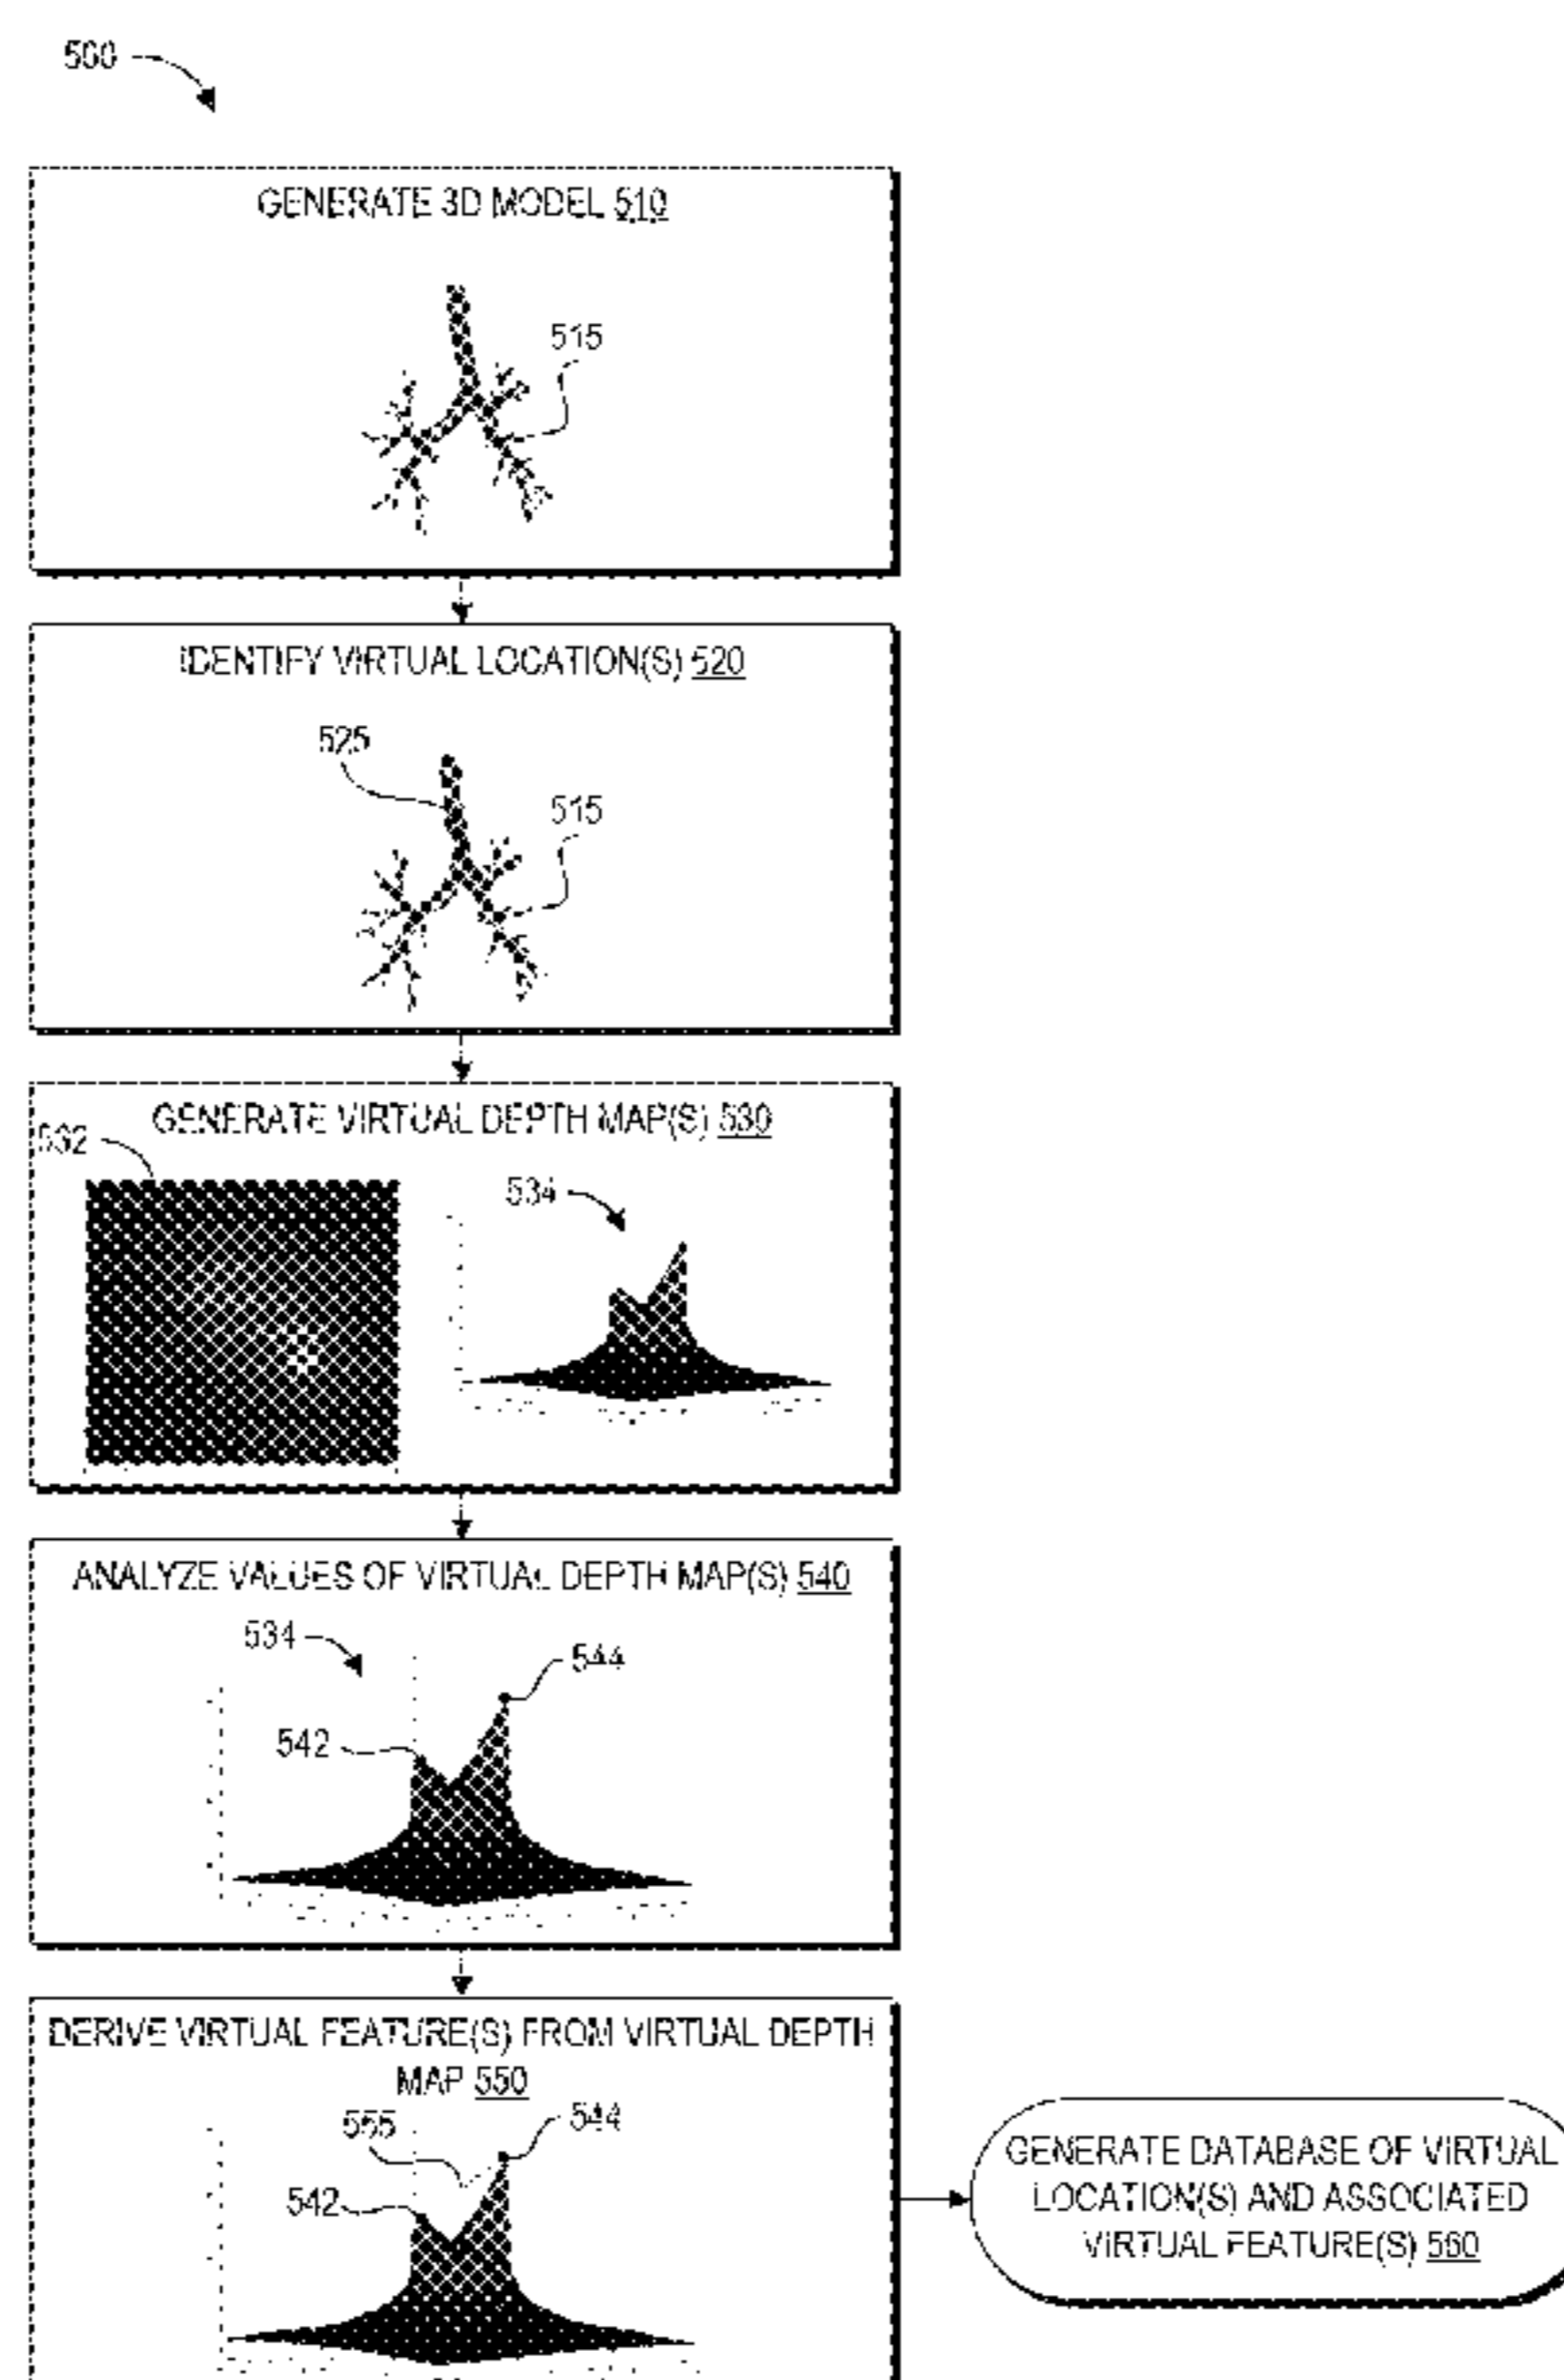 500
GENERATE 3D MODEL 510
515
IDENTIFY VIRTUAL LOCATION(S) 520
525
515
GENERATE VIRTUAL DEPTH MAP(S) 530
532
534
ANALYZE VALUES OF VIRTUAL DEPTH MAP(S) 540
534
544
542
DERIVE VIRTUAL FEATURE(S) FROM VIRTUAL DEPTH
MAP 550
555
544
542
GENERATE DATABASE OF VIRTUAL
LOCATION(S) AND ASSOCIATED
VIRTUAL FEATURE(S) 560